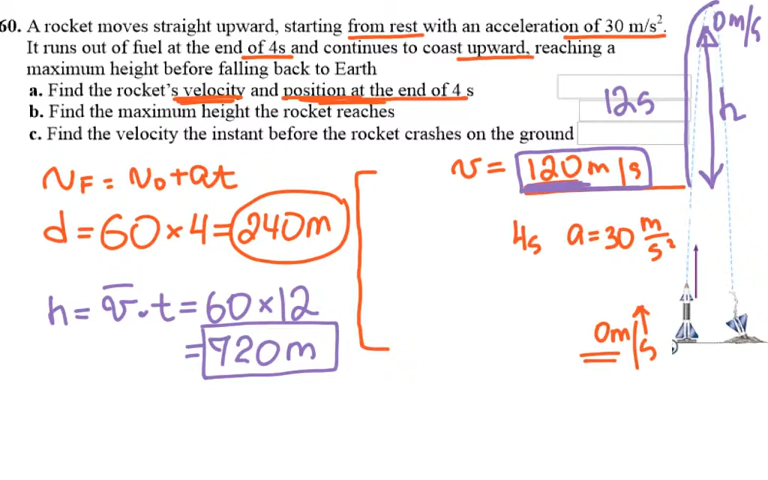 60. A rocket moves straight upward, starting from rest with an acceleration of 30 m/s².
It runs out of fuel at the end of 4s and continues to coast upward, reaching a
maximum height before falling back to Earth
a. Find the rocket's velocity and position at the end of 4 s
b. Find the maximum height the rocket reaches
c. Find the velocity the instant before the rocket crashes on the ground
0m/s
12s
h
v = 120m/s
VF = V0+at
d = 60×4=240m
4s a=30 m/s²
h = v̄.t = 60×12
= 720m
0m/s